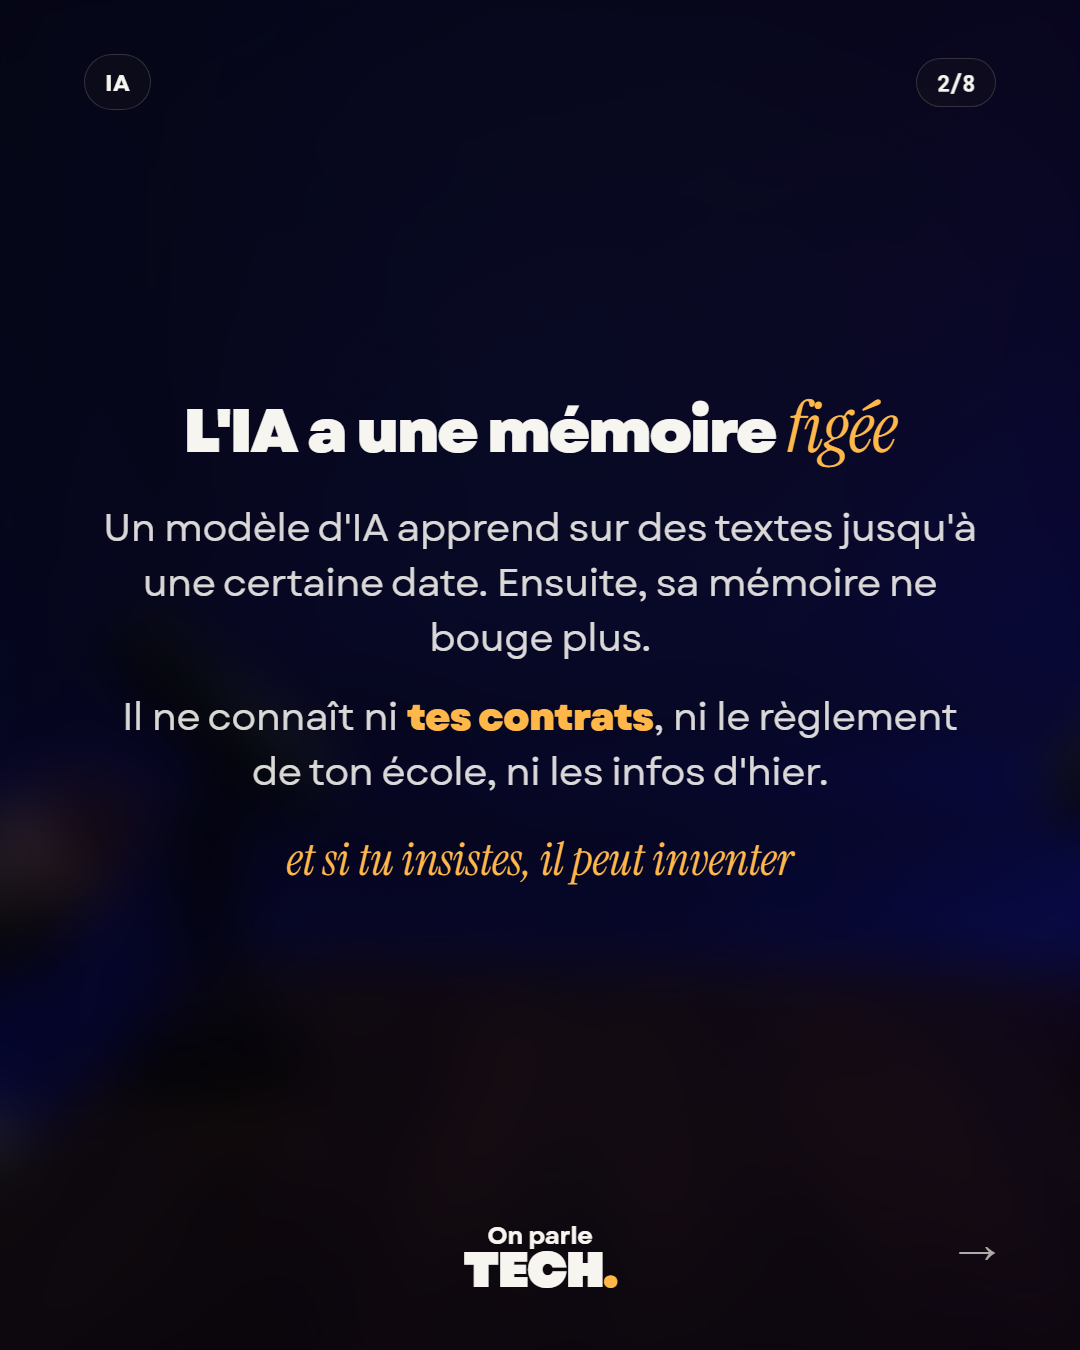 IA
2/8
L'IA a une mémoire figée
Un modèle d'IA apprend sur des textes jusqu'à
une certaine date. Ensuite, sa mémoire ne
bouge plus.
Il ne connaît ni tes contrats, ni le règlement
de ton école, ni les infos d'hier.
et si tu insistes, il peut inventer
On parle
TECH.
→